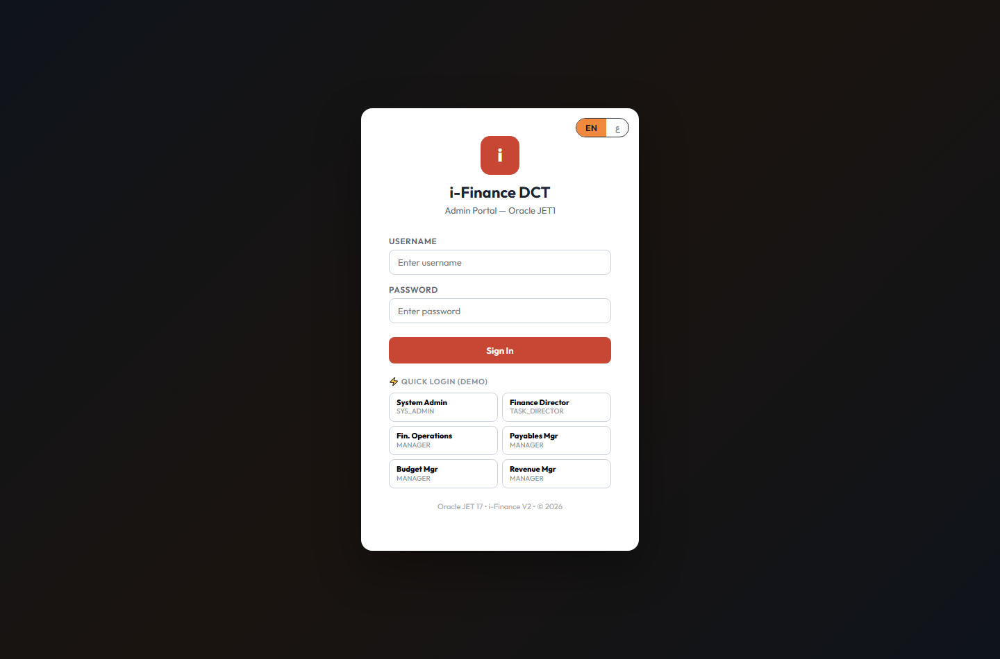 EN ع
i
i-Finance DCT
Admin Portal — Oracle JET1
USERNAME
Enter username
PASSWORD
Enter password
Sign In
⚡ QUICK LOGIN (DEMO)
System Admin
SYS_ADMIN
Finance Director
TASK_DIRECTOR
Fin. Operations
MANAGER
Payables Mgr
MANAGER
Budget Mgr
MANAGER
Revenue Mgr
MANAGER
Oracle JET 17 • i-Finance V2 • © 2026